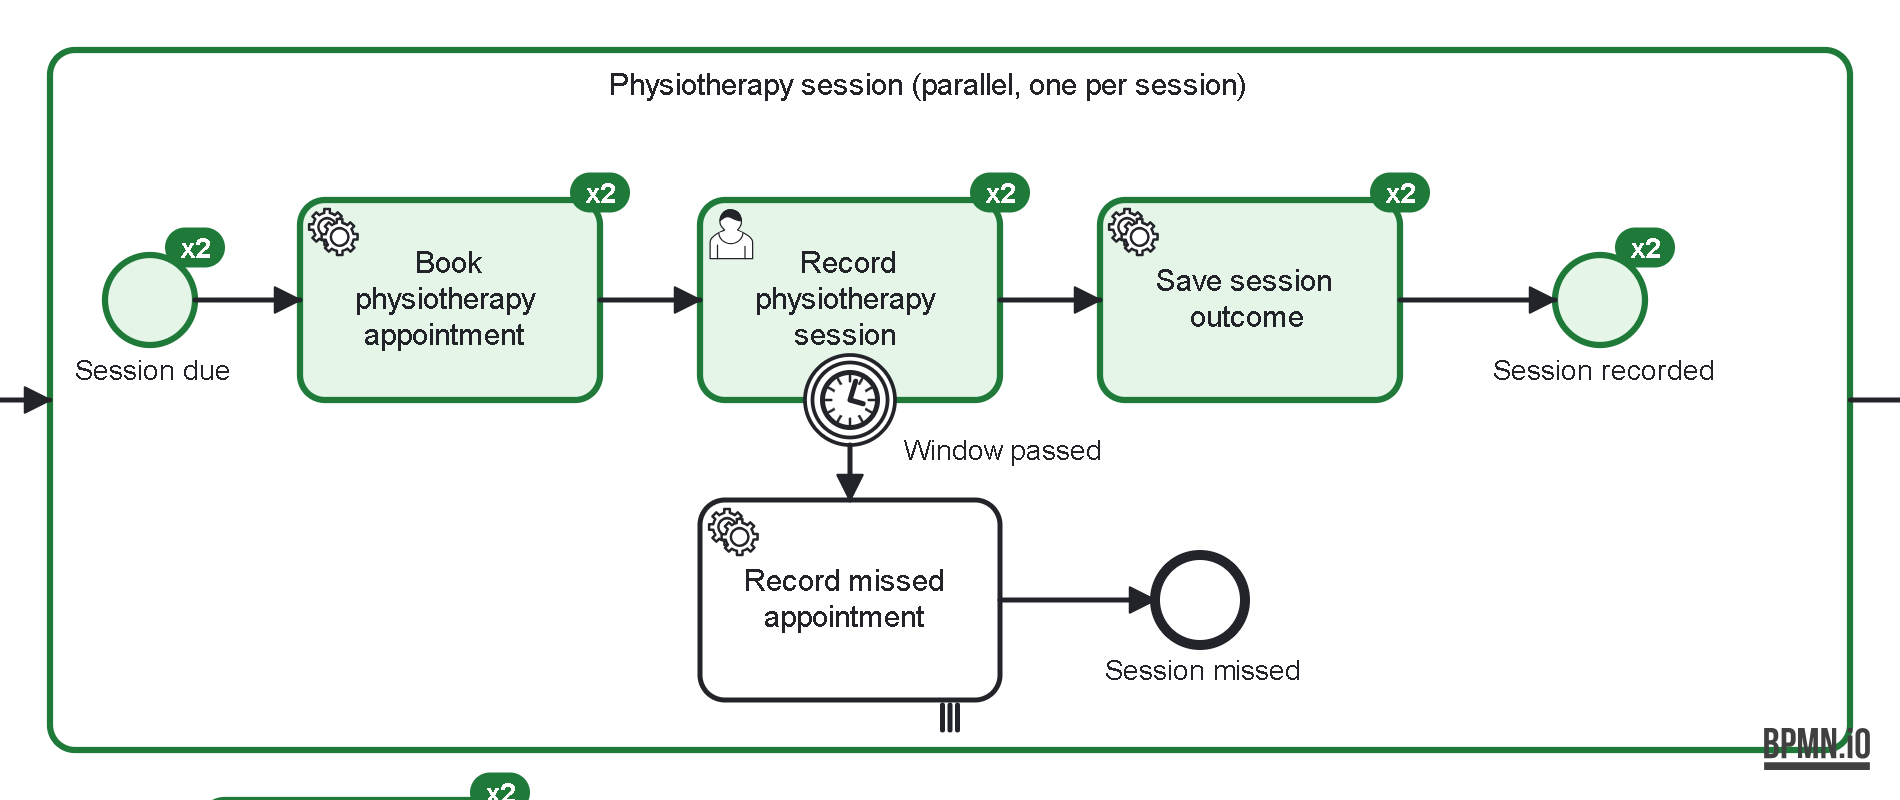 Physiotherapy session (parallel, one per session)
x2
x2
x2
x2
x2
Book
physiotherapy
appointment
Record
physiotherapy
session
Save session
outcome
Session due
Session recorded
Window passed
Record missed
appointment
Session missed
BPMN.iO
x2